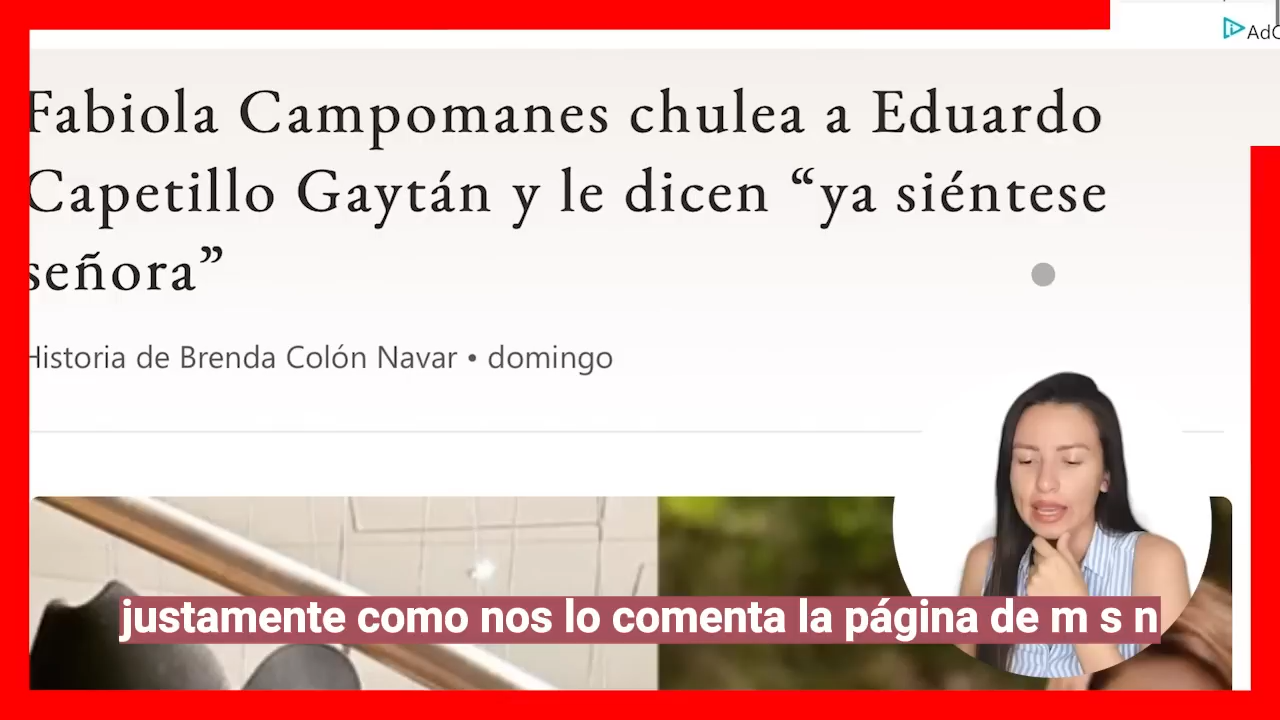 Fabiola Campomanes chulea a Eduardo
Capetillo Gaytán y le dicen “ya siéntese
señora”
Historia de Brenda Colón Navar • domingo
justamente como nos lo comenta la página de m s n